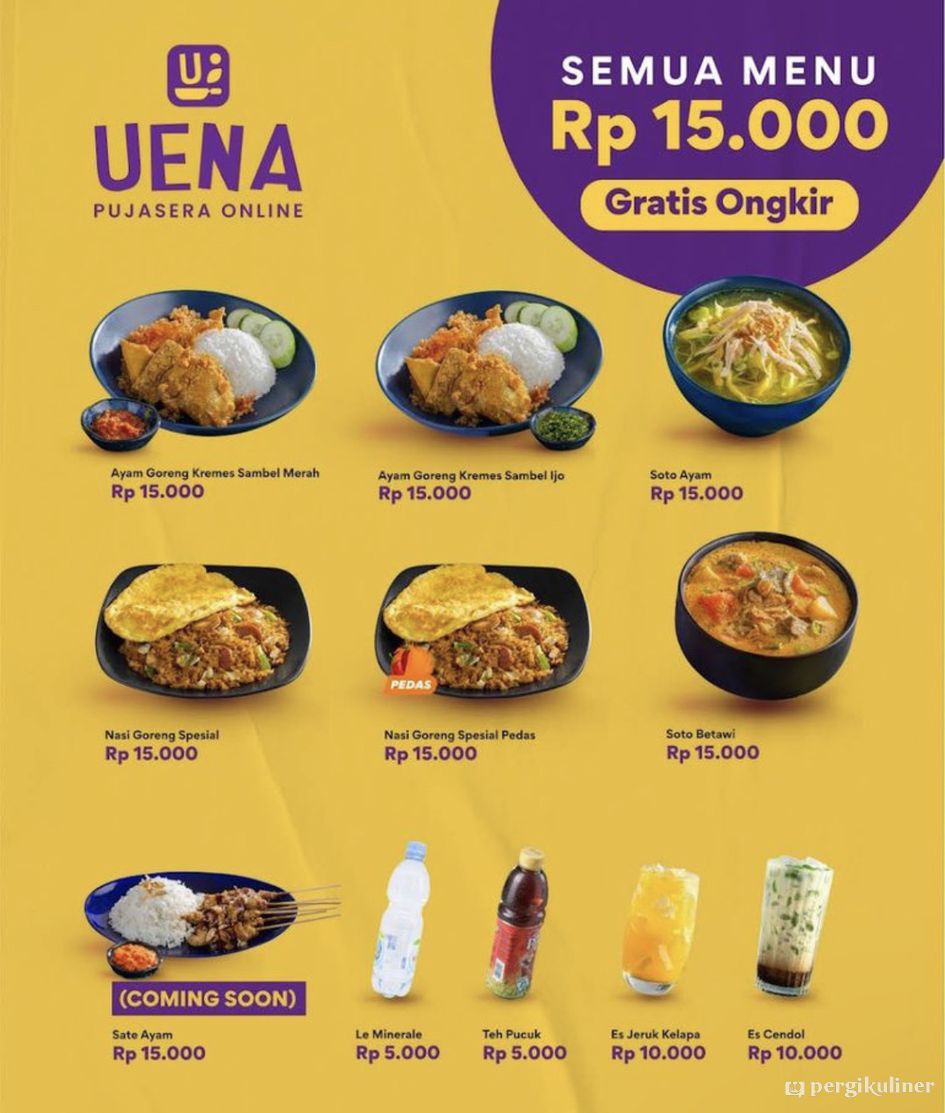 U
UENA
PUJASERA ONLINE
SEMUA MENU
Rp 15.000
Gratis Ongkir
Ayam Goreng Kremes Sambel Merah
Rp 15.000
Ayam Goreng Kremes Sambel Ijo
Rp 15.000
Soto Ayam
Rp 15.000
Nasi Goreng Spesial
Rp 15.000
PEDAS
Nasi Goreng Spesial Pedas
Rp 15.000
Soto Betawi
Rp 15.000
(COMING SOON)
Sate Ayam
Rp 15.000
Le Minerale
Rp 5.000
Teh Pucuk
Rp 5.000
Es Jeruk Kelapa
Rp 10.000
Es Cendol
Rp 10.000
pergikuliner